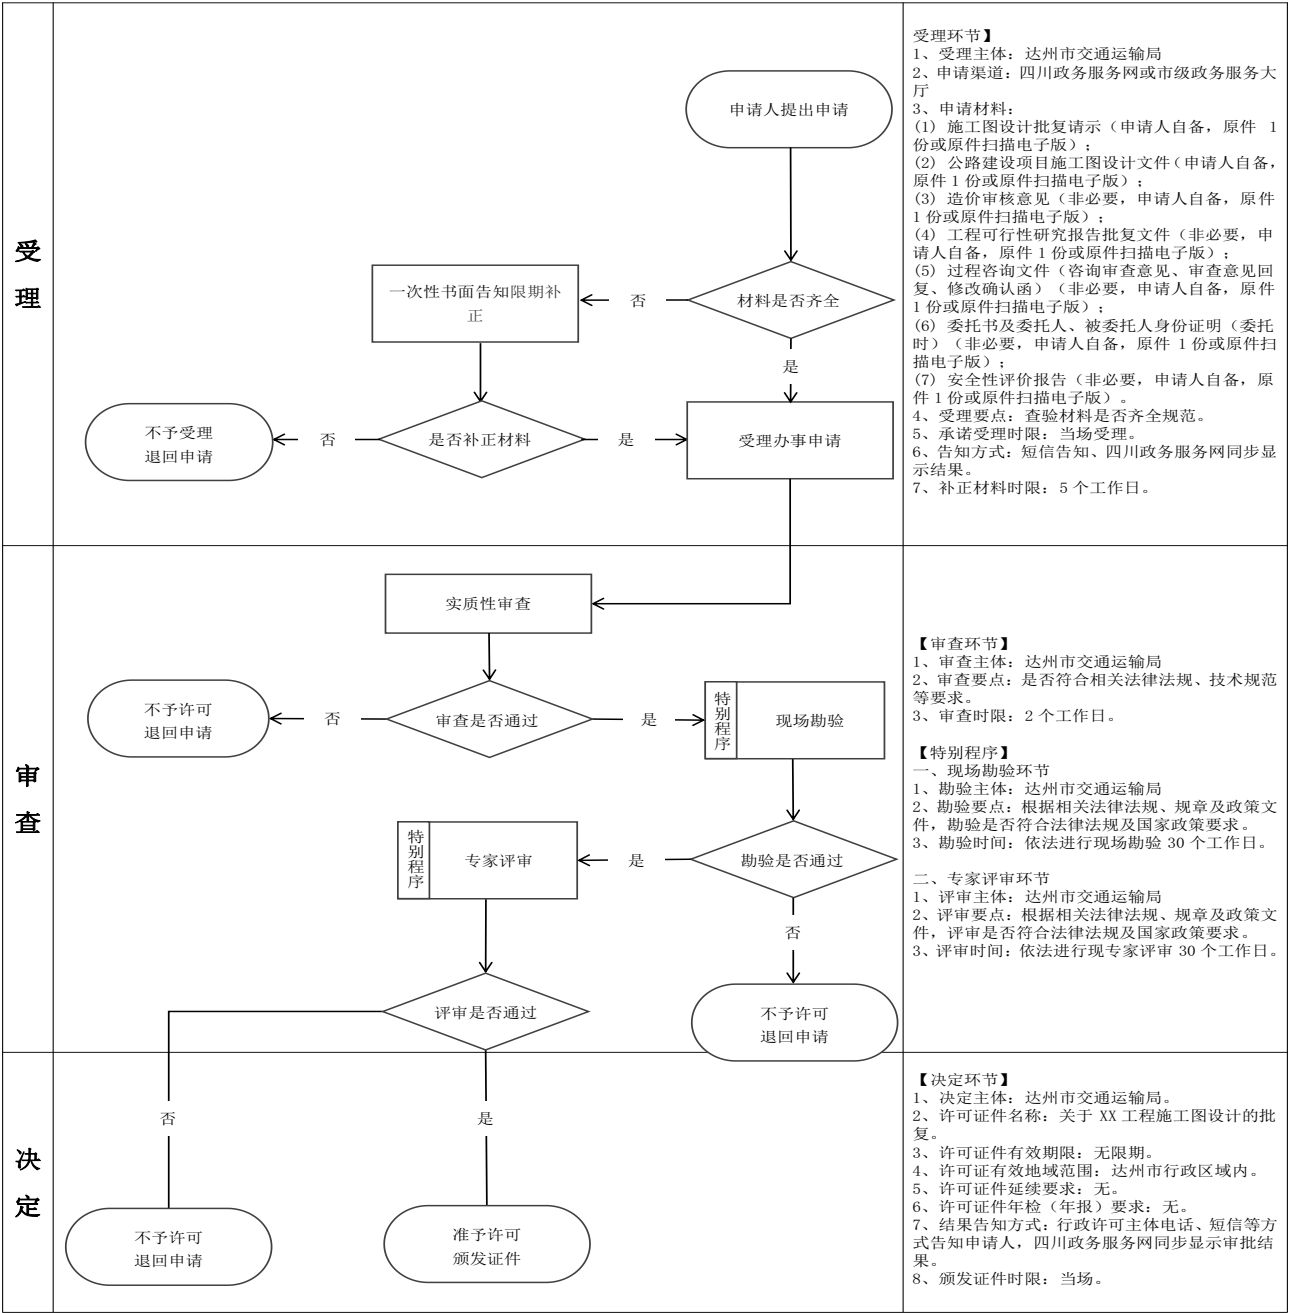 受
理
申请人提出申请
材料是否齐全
否
一次性书面告知限期补
正
是
不予受理
退回申请
否
是否补正材料
是
受理办事申请
受理环节】
1、受理主体：达州市交通运输局
2、申请渠道：四川政务服务网或市级政务服务大
厅
3、申请材料：
(1) 施工图设计批复请示（申请人自备，原件 1
份或原件扫描电子版）；
(2) 公路建设项目施工图设计文件（申请人自备，
原件 1 份或原件扫描电子版）；
(3) 造价审核意见（非必要，申请人自备，原件
1 份或原件扫描电子版）；
(4) 工程可行性研究报告批复文件（非必要，申
请人自备，原件 1 份或原件扫描电子版）；
(5) 过程咨询文件（咨询审查意见、审查意见回
复、修改确认函）（非必要，申请人自备，原件
1 份或原件扫描电子版）；
(6) 委托书及委托人、被委托人身份证明（委托
时）（非必要，申请人自备，原件 1 份或原件扫
描电子版）；
(7) 安全性评价报告（非必要，申请人自备，原
件 1 份或原件扫描电子版）。
4、受理要点：查验材料是否齐全规范。
5、承诺受理时限：当场受理。
6、告知方式：短信告知、四川政务服务网同步显
示结果。
7、补正材料时限：5 个工作日。
审
查
实质性审查
不予许可
退回申请
否
审查是否通过
是
特别程序
现场勘验
特别程序
专家评审
是
勘验是否通过
否
评审是否通过
不予许可
退回申请
【审查环节】
1、审查主体：达州市交通运输局
2、审查要点：是否符合相关法律法规、技术规范
等要求。
3、审查时限：2 个工作日。
【特别程序】
一、现场勘验环节
1、勘验主体：达州市交通运输局
2、勘验要点：根据相关法律法规、规章及政策文
件，勘验是否符合法律法规及国家政策要求。
3、勘验时间：依法进行现场勘验 30 个工作日。
二、专家评审环节
1、评审主体：达州市交通运输局
2、评审要点：根据相关法律法规、规章及政策文
件，评审是否符合法律法规及国家政策要求。
3、评审时间：依法进行现专家评审 30 个工作日。
决
定
否
是
不予许可
退回申请
准予许可
颁发证件
【决定环节】
1、决定主体：达州市交通运输局。
2、许可证件名称：关于 XX 工程施工图设计的批
复。
3、许可证件有效期限：无限期。
4、许可证有效地域范围：达州市行政区域内。
5、许可证件延续要求：无。
6、许可证件年检（年报）要求：无。
7、结果告知方式：行政许可主体电话、短信等方
式告知申请人，四川政务服务网同步显示审批结
果。
8、颁发证件时限：当场。